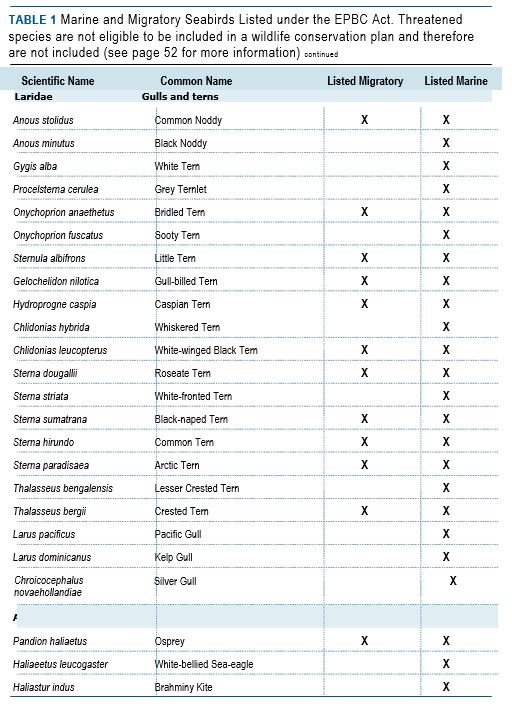 TABLE 1 Marine and Migratory Seabirds Listed under the EPBC Act. Threatened
species are not eligible to be included in a wildlife conservation plan and therefore
are not included (see page 52 for more information) continued
Scientific Name Common Name Listed Migratory Listed Marine
Laridae Gulls and terns
Anous stolidus Common Noddy X X
Anous minutus Black Noddy X
Gygis alba White Tern X
Procelsterna cerulea Grey Ternlet X
Onychoprion anaethetus Bridled Tern X X
Onychoprion fuscatus Sooty Tern X
Sternula albifrons Little Tern X X
Gelochelidon nilotica Gull-billed Tern X X
Hydroprogne caspia Caspian Tern X X
Chlidonias hybrida Whiskered Tern X
Chlidonias leucopterus White-winged Black Tern X X
Sterna dougallii Roseate Tern X X
Sterna striata White-fronted Tern X
Sterna sumatrana Black-naped Tern X X
Sterna hirundo Common Tern X X
Sterna paradisaea Arctic Tern X X
Thalasseus bengalensis Lesser Crested Tern X
Thalasseus bergii Crested Tern X X
Larus pacificus Pacific Gull X
Larus dominicanus Kelp Gull X
Chroicocephalus Silver Gull X
novaehollandiae
Pandion haliaetus Osprey X X
Haliaeetus leucogaster White-bellied Sea-eagle X
Haliastur indus Brahminy Kite X